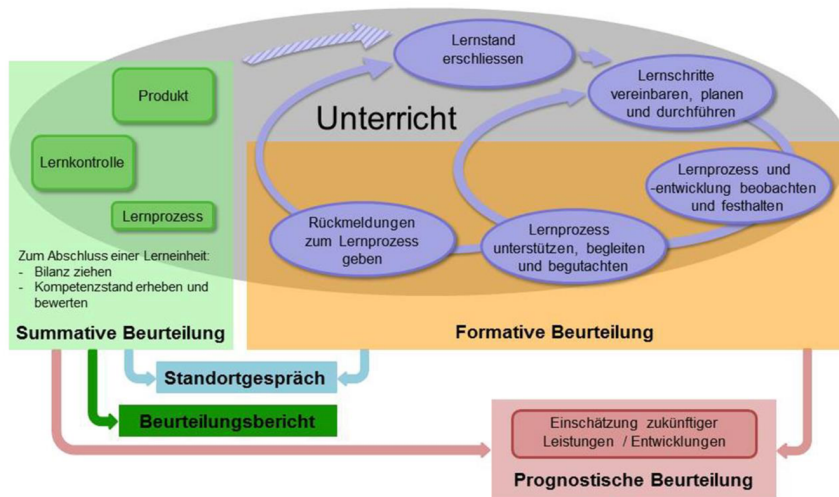 Produkt
Lernkontrolle
Lernprozess
Zum Abschluss einer Lerneinheit:
- Bilanz ziehen
- Kompetenzstand erheben und
bewerten
Summative Beurteilung
Unterricht
Lernstand
erschliessen
Lernschritte
vereinbaren, planen
und durchführen
Lernprozess und
-entwicklung beobachten
und festhalten
Lernprozess
unterstützen, begleiten
und begutachten
Rückmeldungen
zum Lernprozess
geben
Formative Beurteilung
Standortgespräch
Beurteilungsbericht
Einschätzung zukünftiger
Leistungen / Entwicklungen
Prognostische Beurteilung